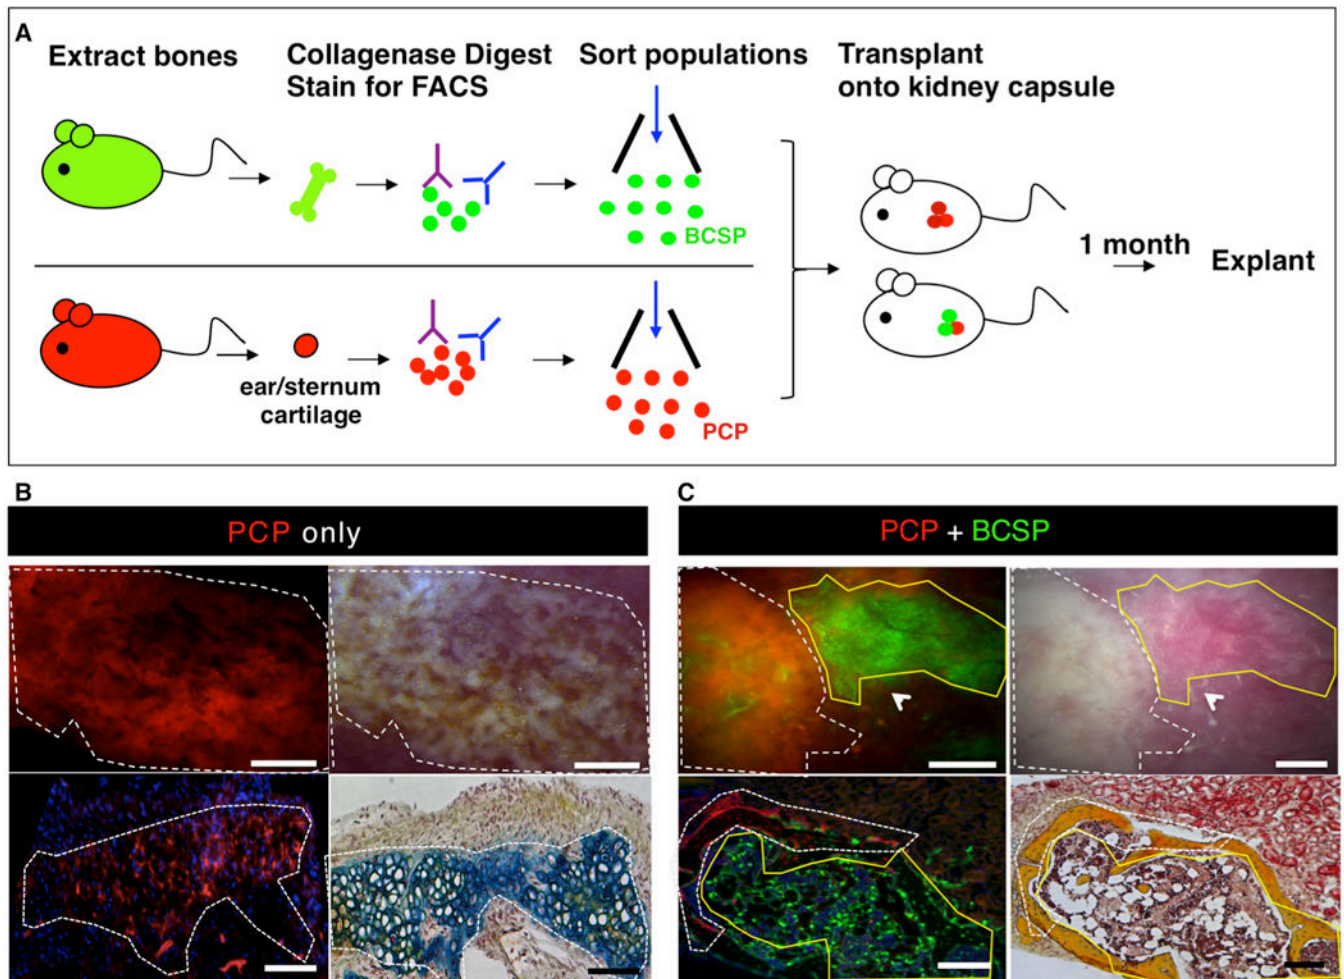 A
Extract bones
Collagenase Digest
Stain for FACS
Sort populations
Transplant
onto kidney capsule
BCSP
1 month
Explant
ear/sternum
cartilage
PCP
B
PCP only
C
PCP + BCSP